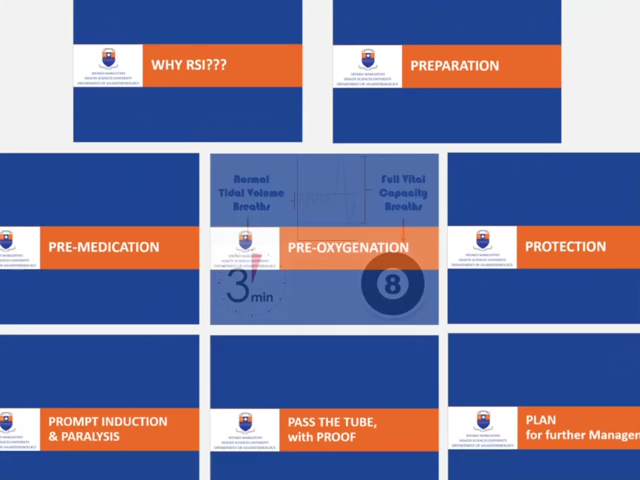 WHY RSI???
PREPARATION
PRE-MEDICATION
Normal
Tidal Volume
Breaths
Full Vital
Capacity
Breaths
PRE-OXYGENATION
3 min
8
PROTECTION
PROMPT INDUCTION
& PARALYSIS
PASS THE TUBE,
with PROOF
PLAN
for further Managem